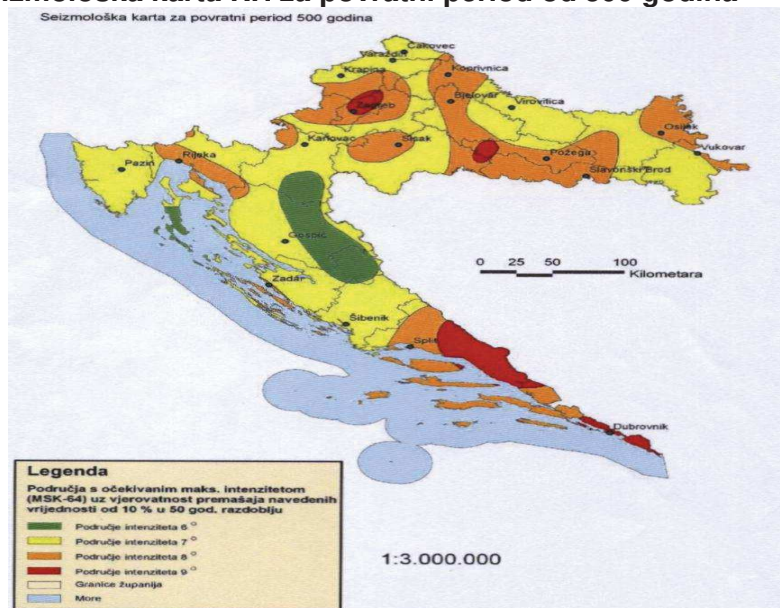 Seizmološka karta za povratni period 500 godina
Čakovec
Varaždin
Krapina
Koprivnica
Bjelovar
Virovitica
Zagreb
Osijek
Karlovac
Sisak
Vukovar
Rijeka
Požega
Pazin
Slavonski Brod
Gospić
0 25 50 100
Kilometara
Zadar
Šibenik
Split
Dubrovnik
Legenda
Područja s očekivanim maks. intenzitetom
(MSK-64) uz vjerovatnost premašaja navedenih
vrijednosti od 10 % u 50 god. razdoblju
Područje intenziteta 6 °
Područje intenziteta 7 °
Područje intenziteta 8 °
Područje intenziteta 9 °
Granice županija
More
1:3.000.000